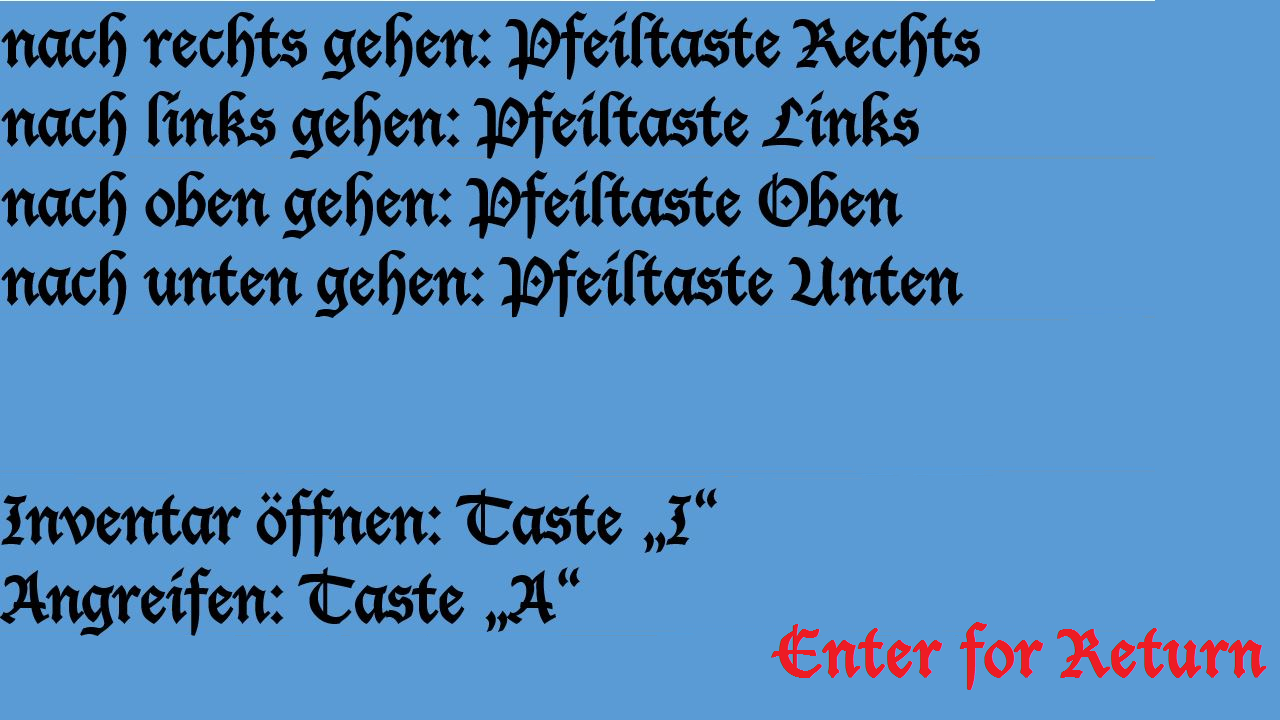 nach rechts gehen: Pfeiltaste Rechts
nach links gehen: Pfeiltaste Links
nach oben gehen: Pfeiltaste Oben
nach unten gehen: Pfeiltaste Unten
Inventar öffnen: Taste „I“
Angreifen: Taste „A“
Enter for Return